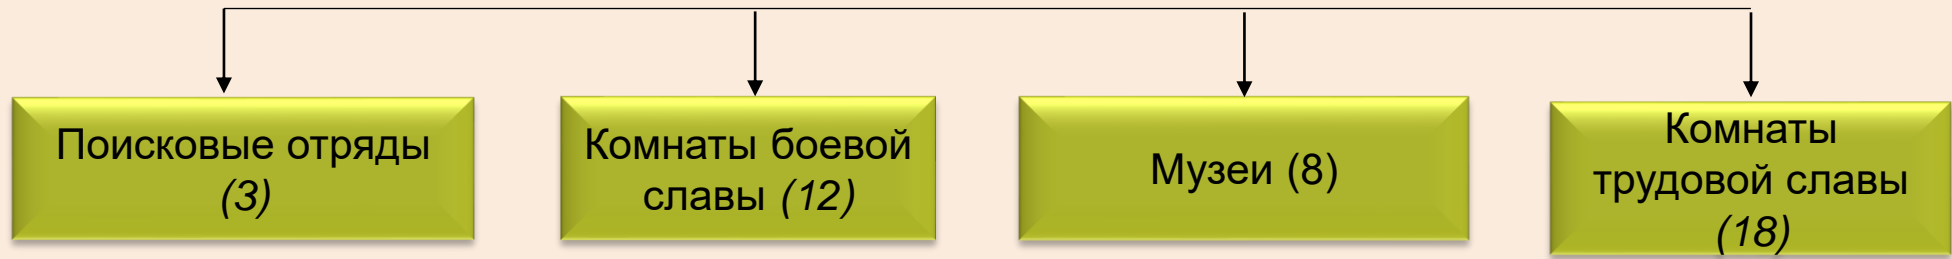 Поисковые отряды
(3)
Комнаты боевой
славы (12)
Музеи (8)
Комнаты
трудовой славы
(18)